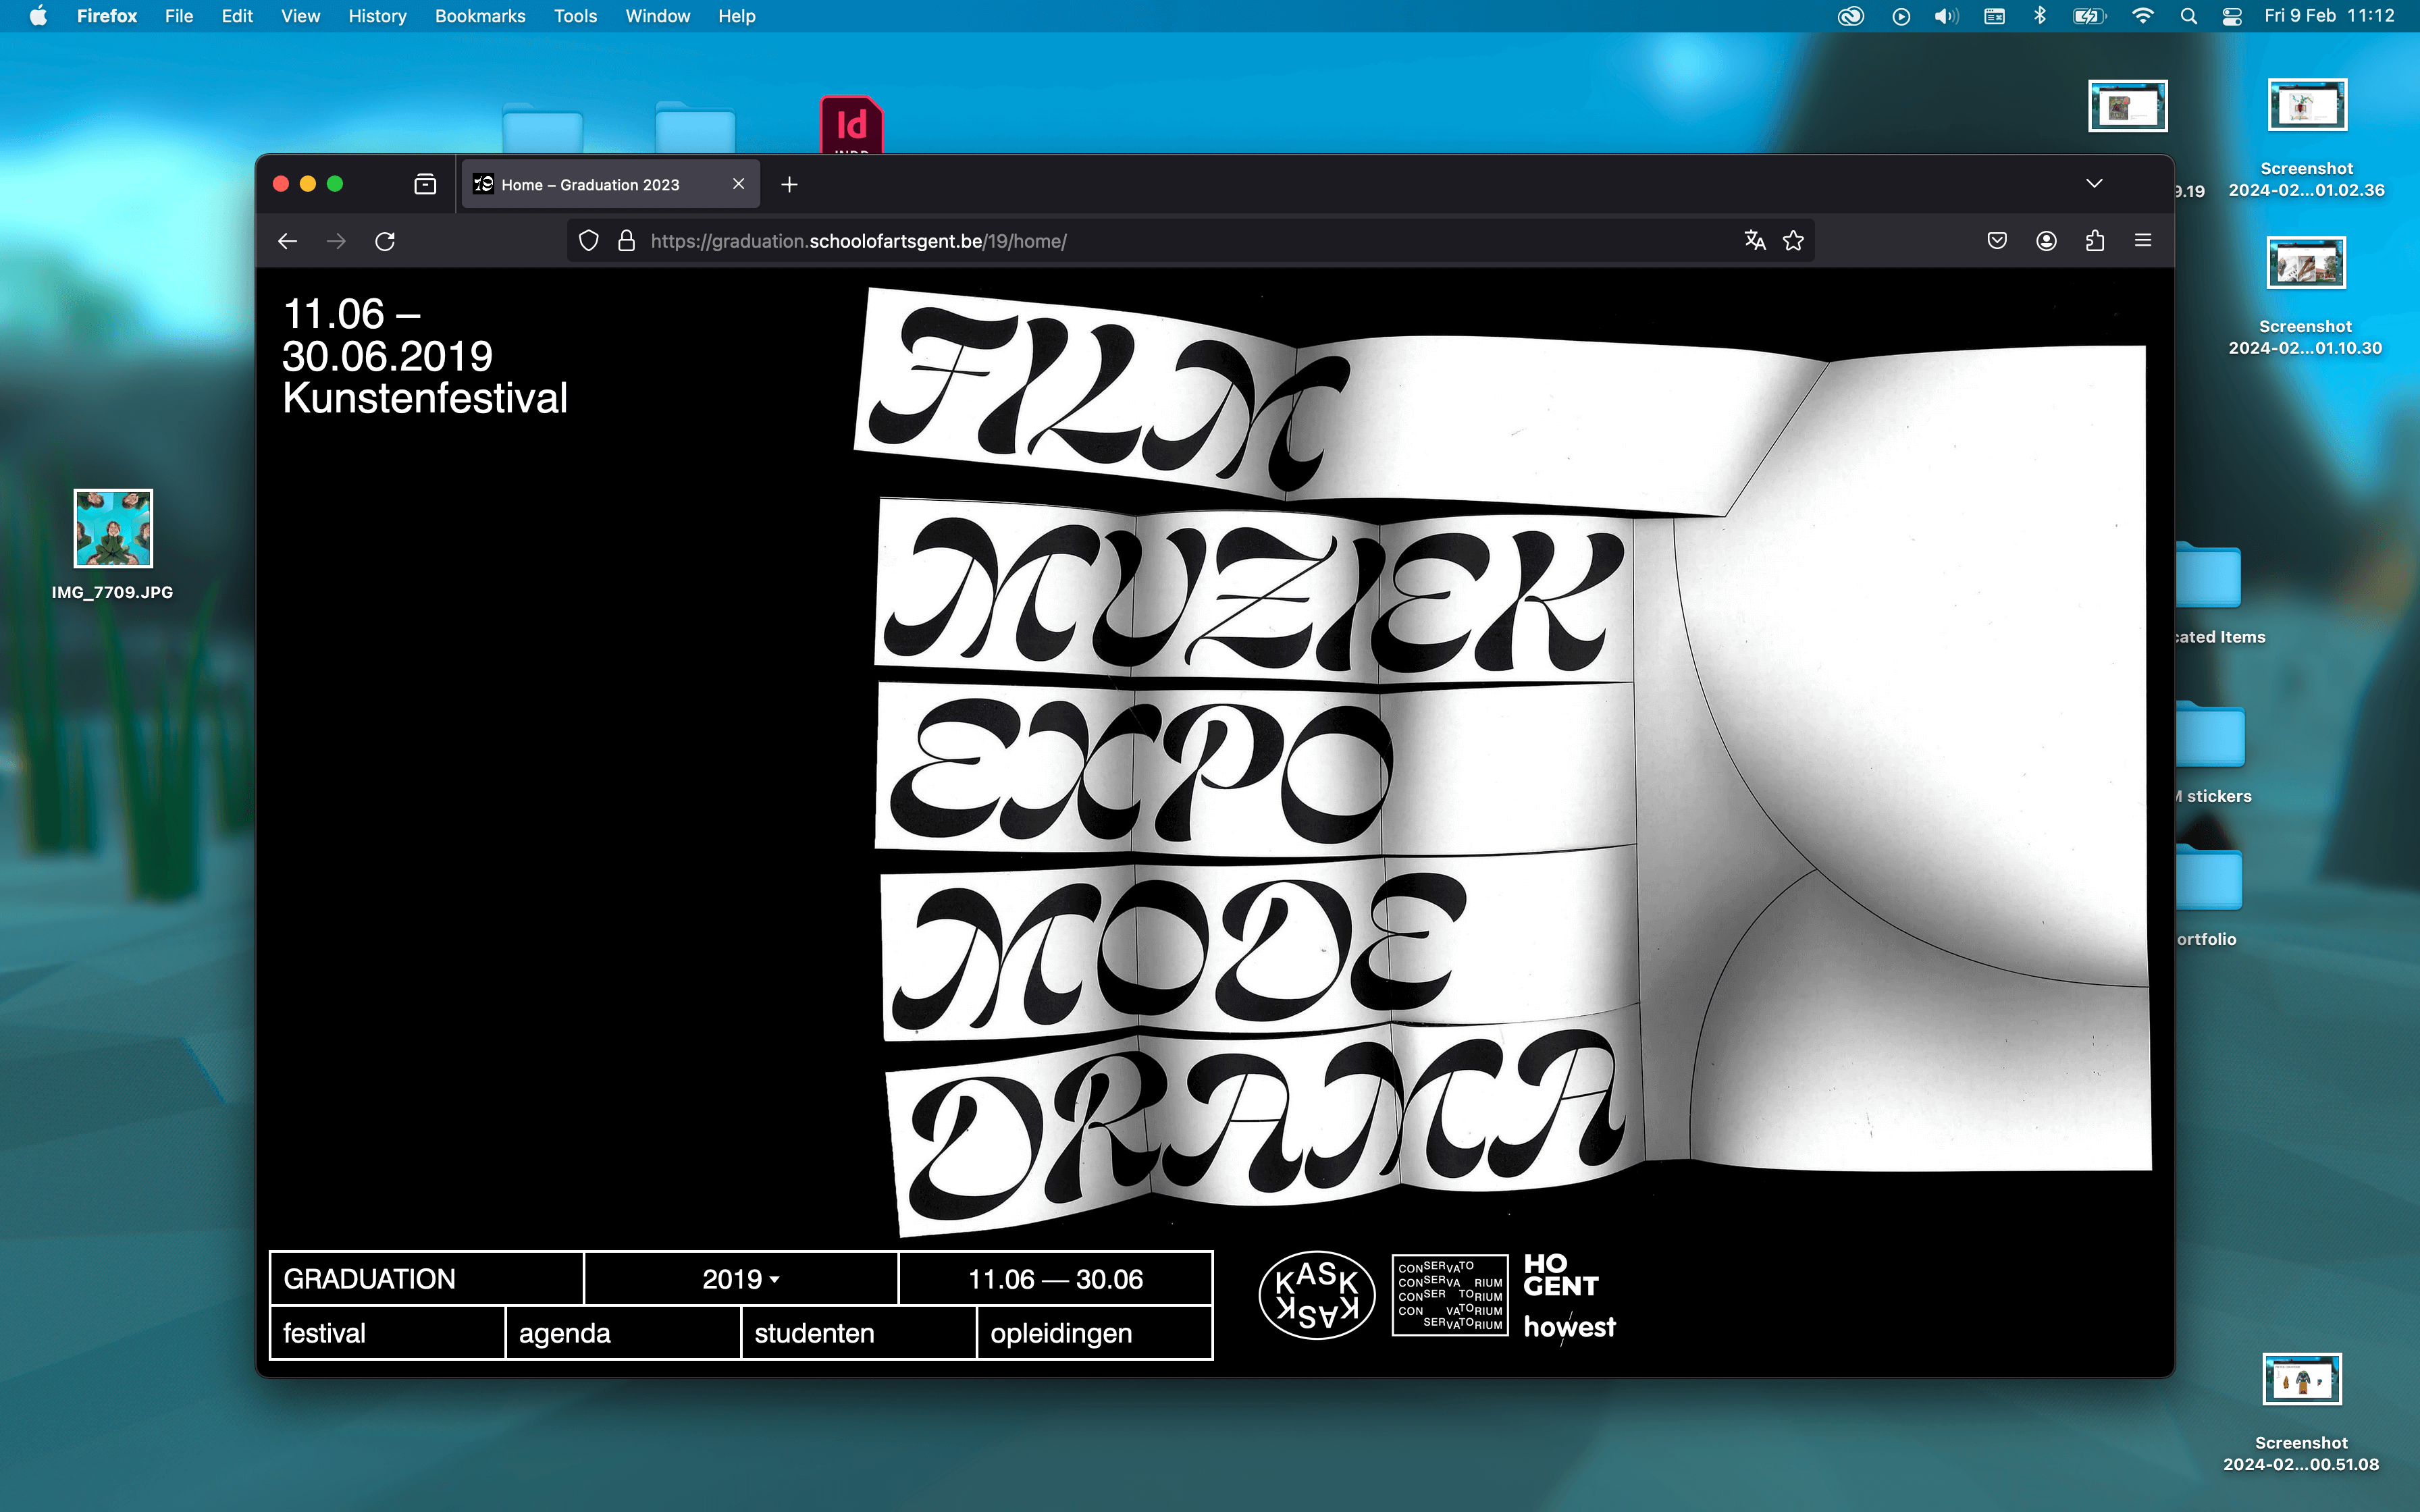 Firefox File Edit View History Bookmarks Tools Window Help
Fri 9 Feb 11:12
Id
Home – Graduation 2023
https://graduation.schoolofartsgent.be/19/home/
11.06 –
30.06.2019
Kunstenfestival
FILM
MUZIEK
EXPO
MODE
DRAMA
GRADUATION 2019 11.06 — 30.06
festival agenda studenten opleidingen
KASK
KASK
CONSERVATO
CONSERVA RIUM
CONSER TORIUM
CON VATORIUM
SERVATORIUM
HO
GENT
howest
IMG_7709.JPG
9.19
Screenshot
2024-02...01.02.36
Screenshot
2024-02...01.10.30
cated Items
M stickers
ortfolio
Screenshot
2024-02...00.51.08